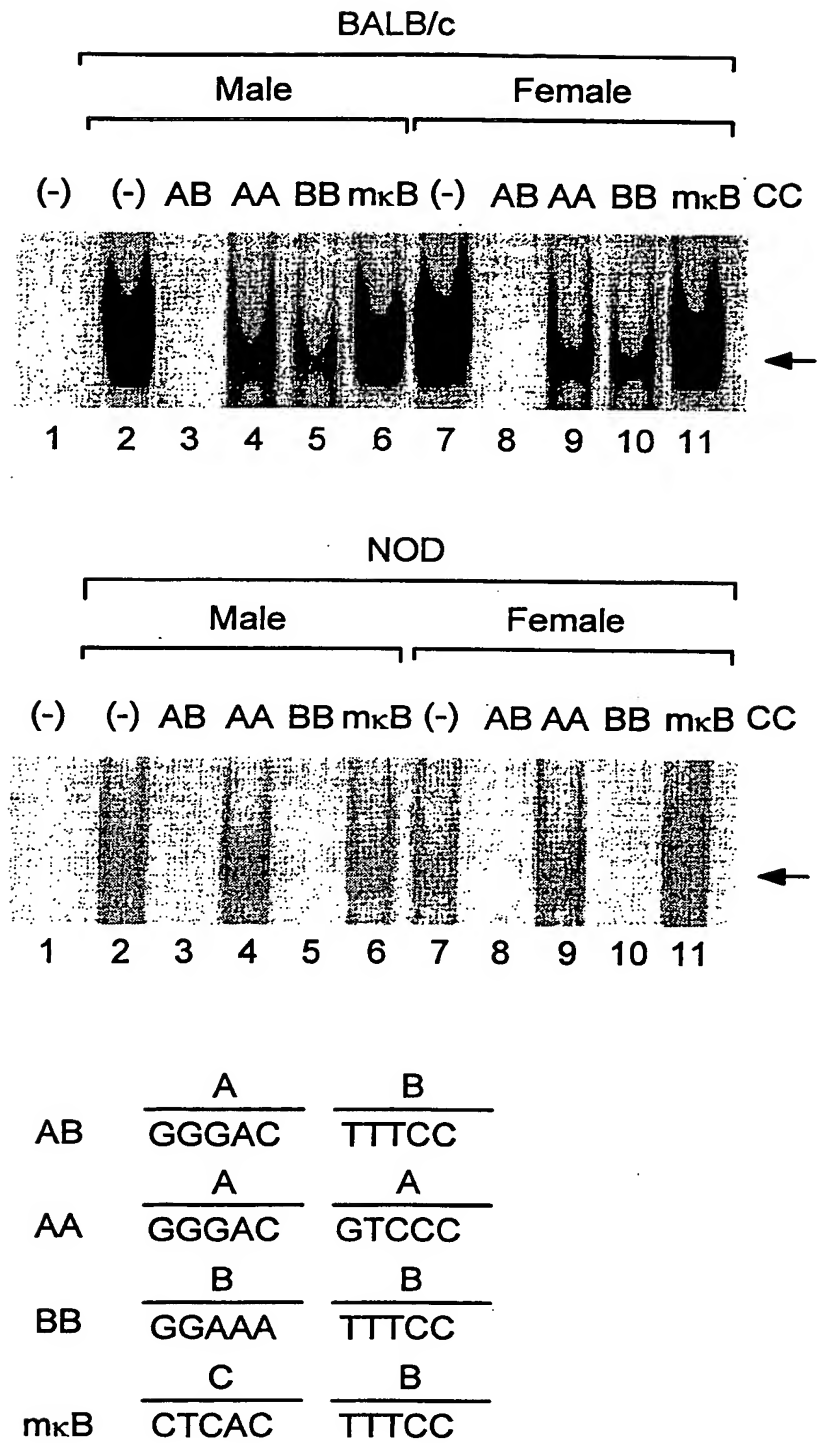 BALB/c
Male Female
(-) (-) AB AA BB mκB (-) AB AA BB mκB CC
1 2 3 4 5 6 7 8 9 10 11
NOD
Male Female
(-) (-) AB AA BB mκB (-) AB AA BB mκB CC
1 2 3 4 5 6 7 8 9 10 11
A B
AB GGGAC TTTCC
A A
AA GGGAC GTCCC
B B
BB GGAAA TTTCC
C B
mκB CTCAC TTTCC